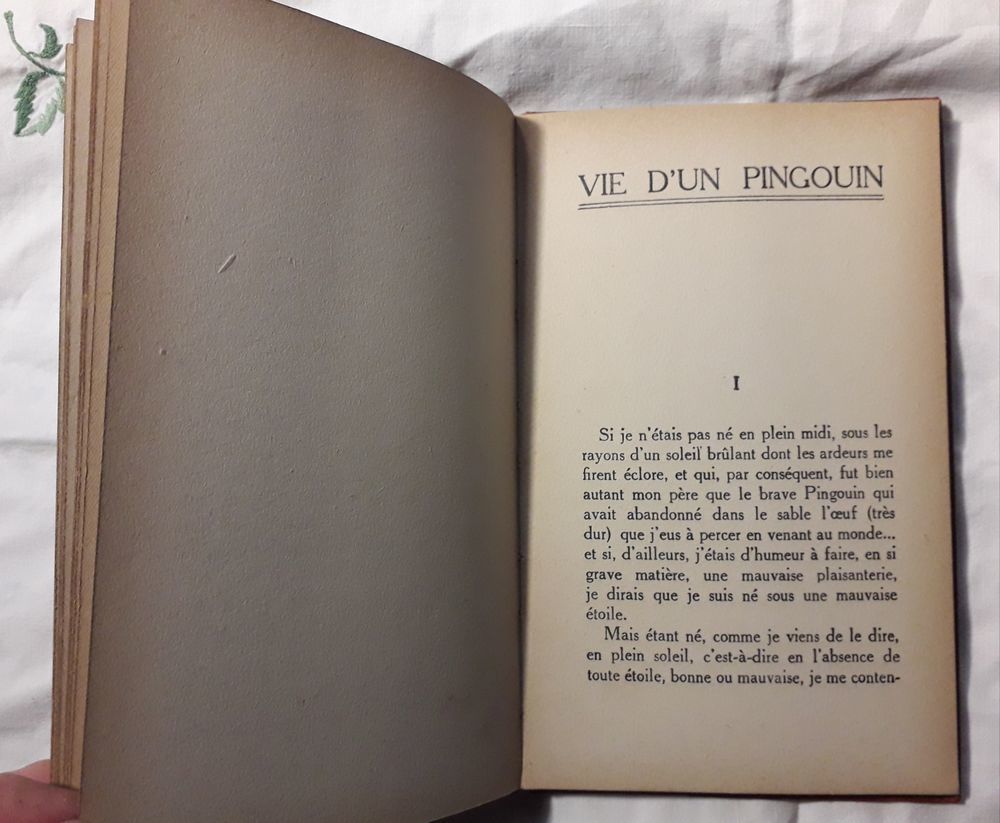 VIE D'UN PINGOUIN
I
Si je n'étais pas né en plein midi, sous les
rayons d'un soleil brûlant dont les ardeurs me
firent éclore, et qui, par conséquent, fut bien
autant mon père que le brave Pingouin qui
avait abandonné dans le sable l'œuf (très
dur) que j'eus à percer en venant au monde...
et si, d'ailleurs, j'étais d'humeur à faire, en si
grave matière, une mauvaise plaisanterie,
je dirais que je suis né sous une mauvaise
étoile.
Mais étant né, comme je viens de le dire,
en plein soleil, c'est-à-dire en l'absence de
toute étoile, bonne ou mauvaise, je me conten-